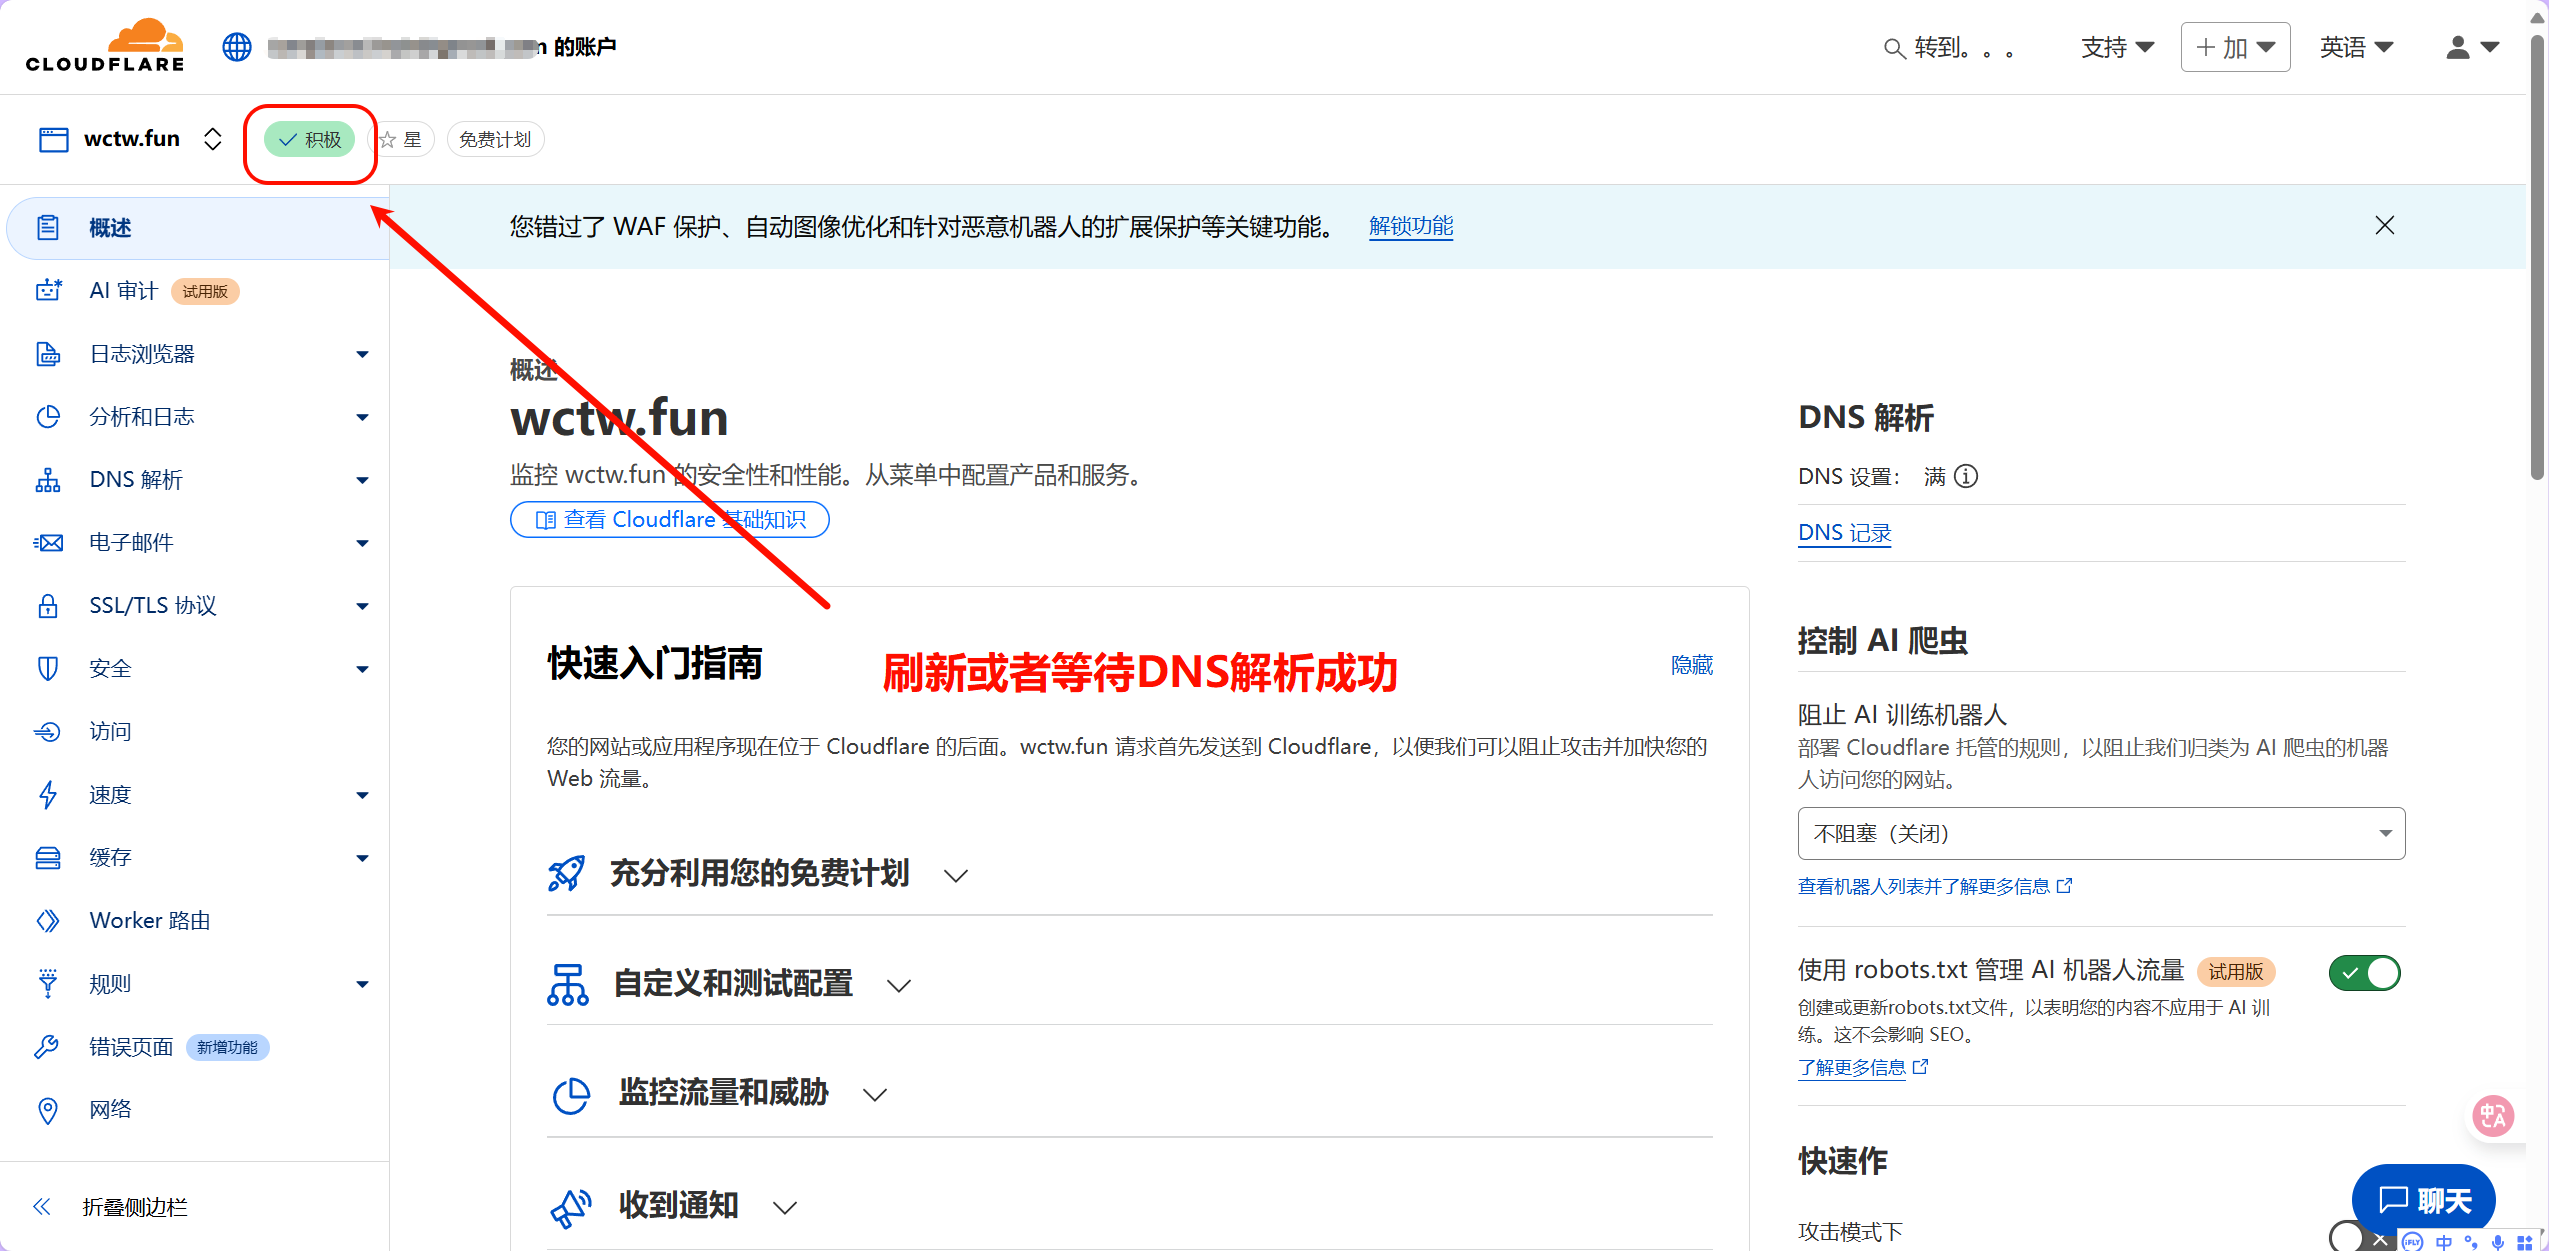 CLOUDFLARE
的账户
转到。。。
支持
加
英语
wctw.fun
积极
星
免费计划
概述
AI 审计 试用版
日志浏览器
分析和日志
DNS 解析
电子邮件
SSL/TLS 协议
安全
访问
速度
缓存
Worker 路由
规则
错误页面 新增功能
网络
折叠侧边栏
您错过了 WAF 保护、自动图像优化和针对恶意机器人的扩展保护等关键功能。 解锁功能
概述
wctw.fun
监控 wctw.fun 的安全性和性能。从菜单中配置产品和服务。
查看 Cloudflare 基础知识
快速入门指南
刷新或者等待DNS解析成功
隐藏
您的网站或应用程序现在位于 Cloudflare 的后面。wctw.fun 请求首先发送到 Cloudflare，以便我们可以阻止攻击并加快您的
Web 流量。
充分利用您的免费计划
自定义和测试配置
监控流量和威胁
收到通知
DNS 解析
DNS 设置： 满
DNS 记录
控制 AI 爬虫
阻止 AI 训练机器人
部署 Cloudflare 托管的规则，以阻止我们归类为 AI 爬虫的机器
人访问您的网站。
不阻塞（关闭）
查看机器人列表并了解更多信息
使用 robots.txt 管理 AI 机器人流量 试用版
创建或更新robots.txt文件，以表明您的内容不应用于 AI 训
练。这不会影响 SEO。
了解更多信息
快速作
攻击模式下
聊天
中A
iFLY 中